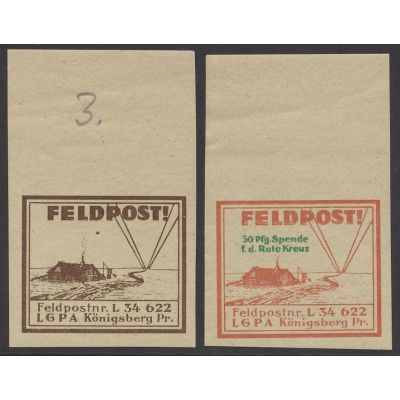 3.
FELDPOST!
Feldpostnr. L 34 622
LGPA Königsberg Pr.
FELDPOST!
50 Pfg. Spende
f. d. Rote Kreuz
Feldpostnr. L 34 622
LGPA Königsberg Pr.